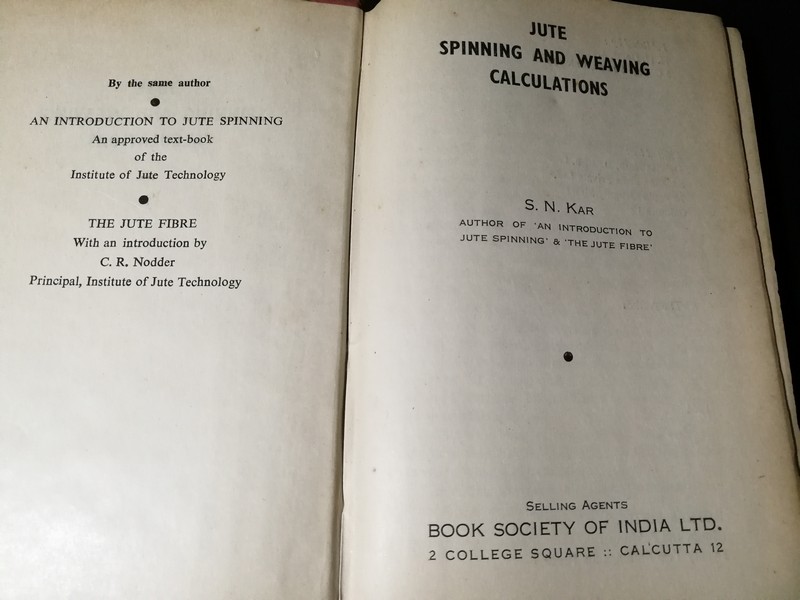 By the same author
AN INTRODUCTION TO JUTE SPINNING
An approved text-book
of the
Institute of Jute Technology
THE JUTE FIBRE
With an introduction by
C. R. Nodder
Principal, Institute of Jute Technology
JUTE
SPINNING AND WEAVING
CALCULATIONS
S. N. KAR
AUTHOR OF 'AN INTRODUCTION TO
JUTE SPINNING' & 'THE JUTE FIBRE'
SELLING AGENTS
BOOK SOCIETY OF INDIA LTD.
2 COLLEGE SQUARE :: CALCUTTA 12